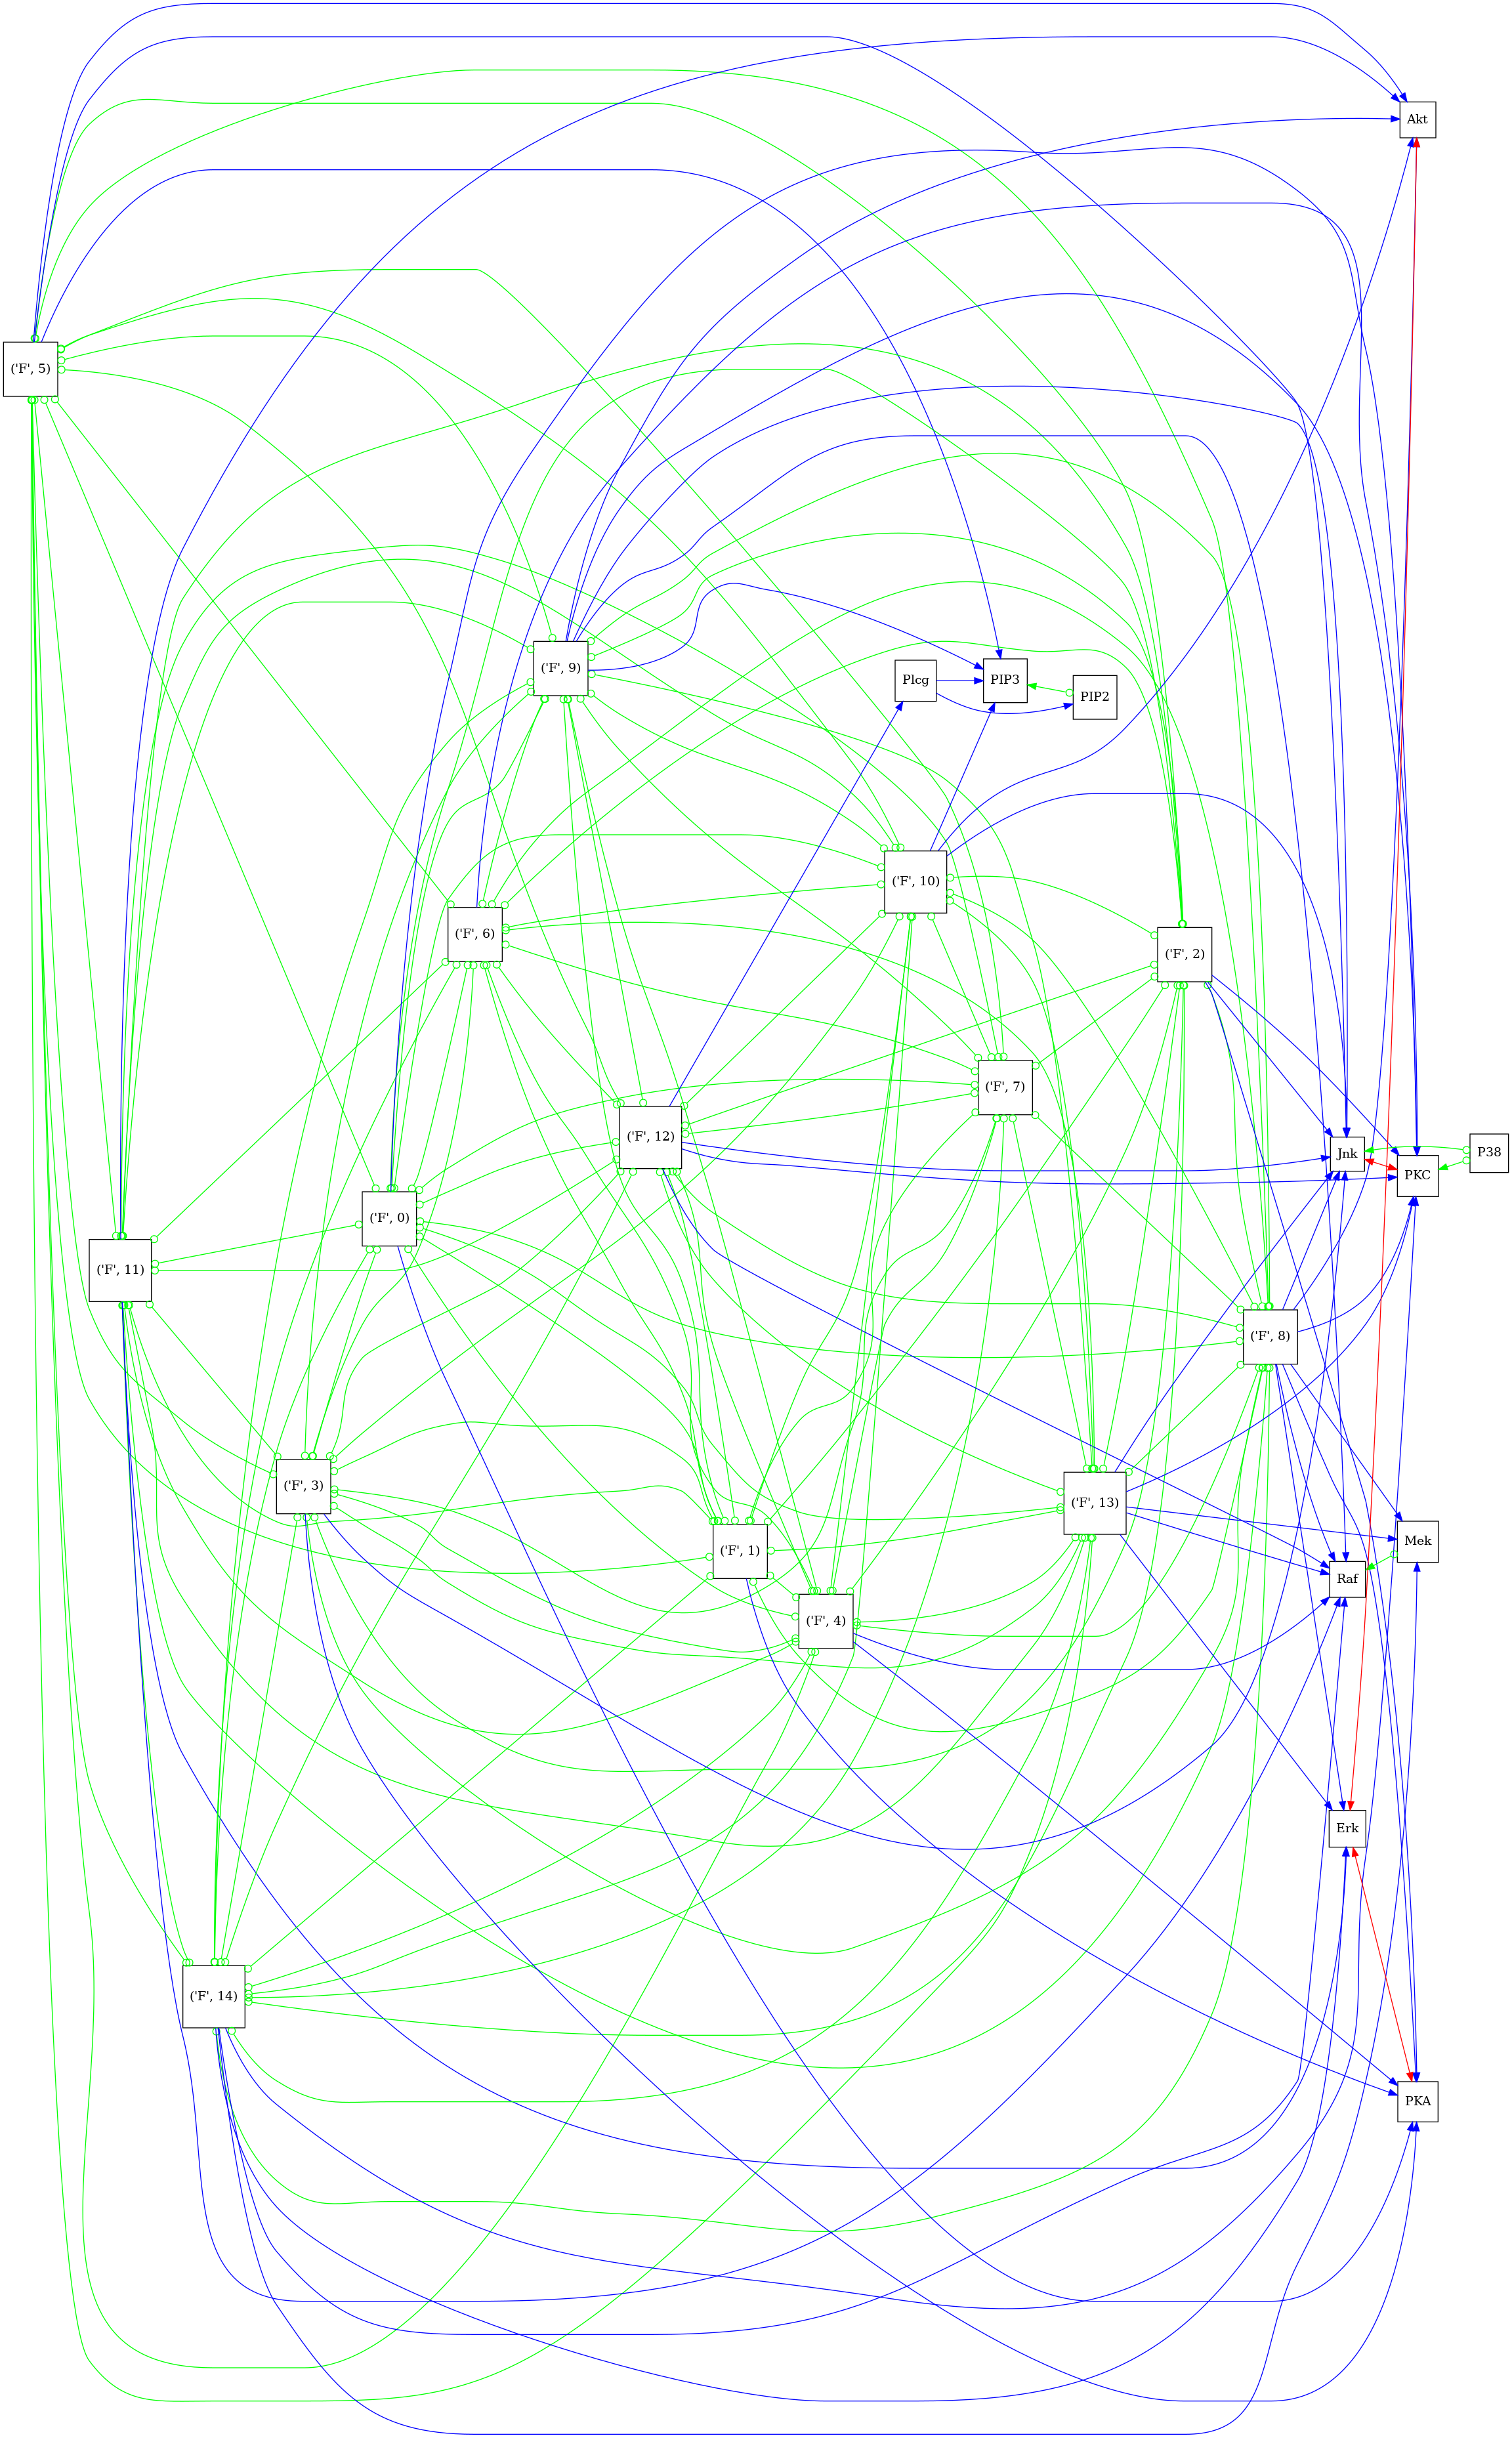 Akt
('F', 5)
('F', 9)
Plcg
PIP3
PIP2
('F', 10)
('F', 6)
('F', 2)
('F', 7)
('F', 12)
Jnk
P38
PKC
('F', 0)
('F', 11)
('F', 8)
('F', 3)
('F', 13)
Mek
('F', 1)
Raf
('F', 4)
Erk
('F', 14)
PKA